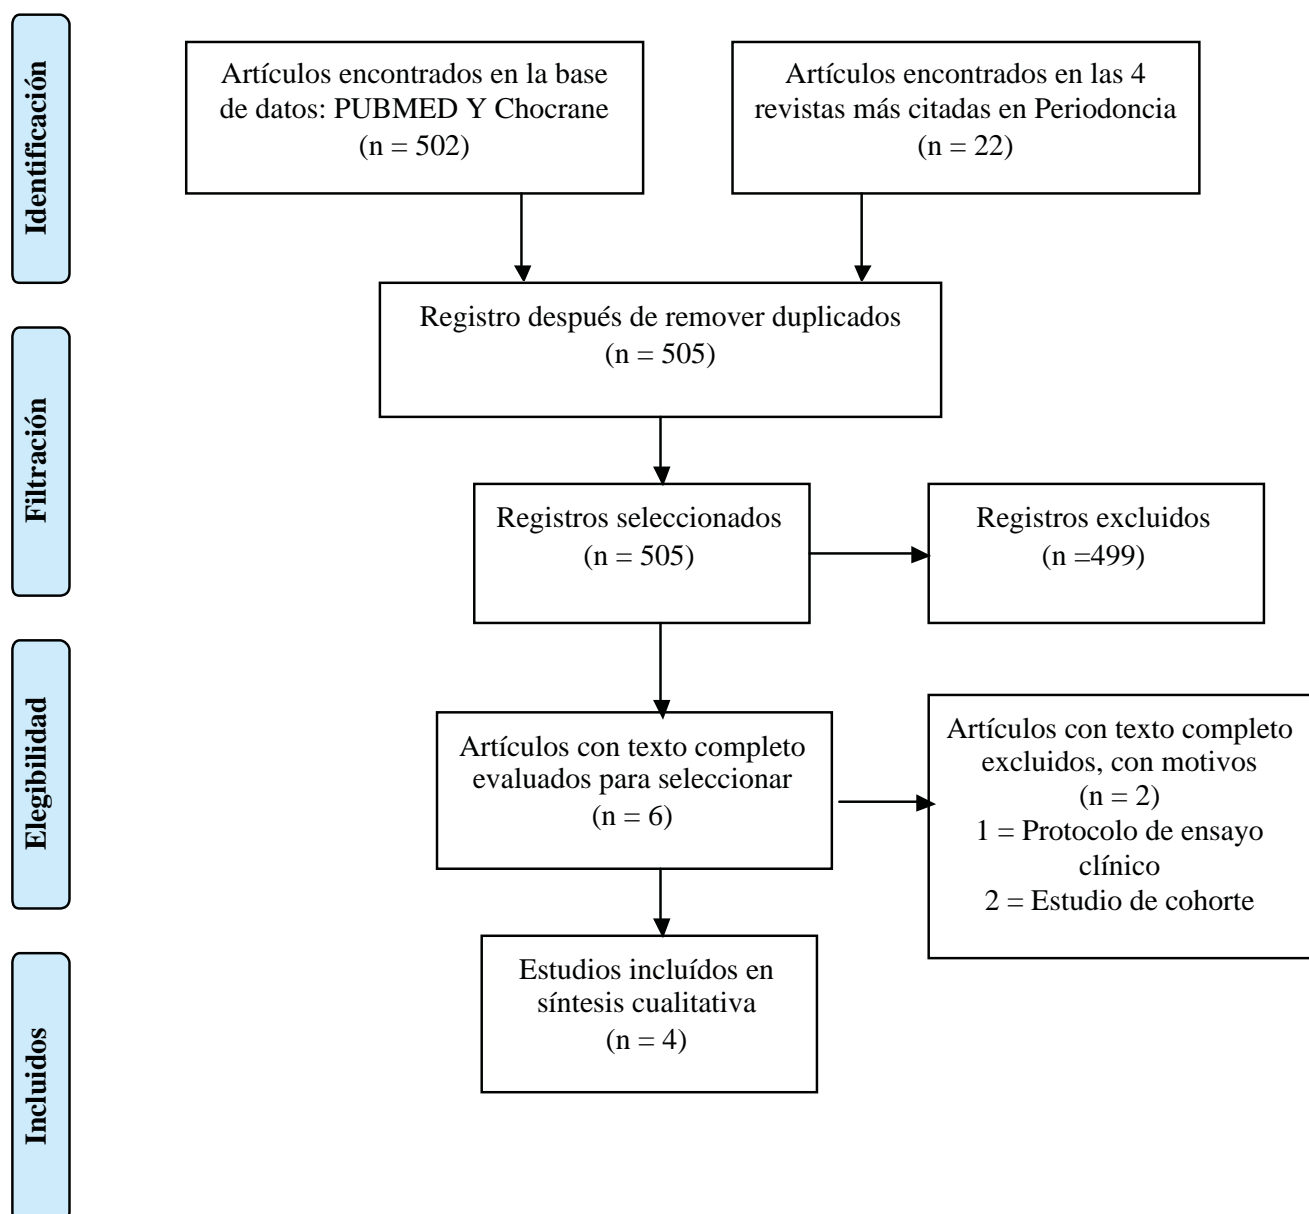 Identificación
Artículos encontrados en la base
de datos: PUBMED Y Chocrane
(n = 502)
Artículos encontrados en las 4
revistas más citadas en Periodoncia
(n = 22)
Registro después de remover duplicados
(n = 505)
Filtración
Registros seleccionados
(n = 505)
Registros excluidos
(n =499)
Elegibilidad
Artículos con texto completo
evaluados para seleccionar
(n = 6)
Artículos con texto completo
excluidos, con motivos
(n = 2)
1 = Protocolo de ensayo
clínico
2 = Estudio de cohorte
Incluidos
Estudios incluídos en
síntesis cualitativa
(n = 4)